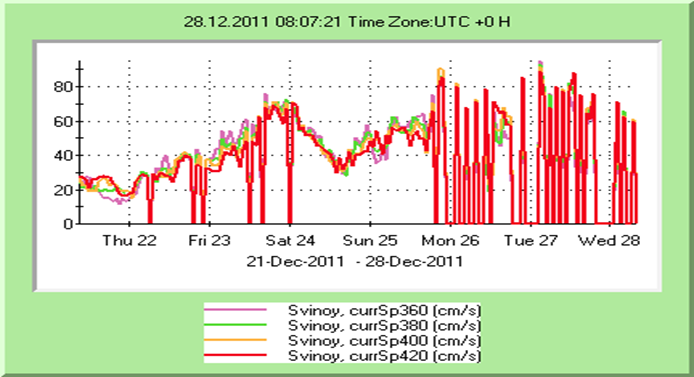 28.12.2011 08:07:21 Time Zone:UTC +0 H
80
60
40
20
0
Thu 22 Fri 23 Sat 24 Sun 25 Mon 26 Tue 27 Wed 28
21-Dec-2011 - 28-Dec-2011
Svinoy, currSp360 (cm/s)
Svinoy, currSp380 (cm/s)
Svinoy, currSp400 (cm/s)
Svinoy, currSp420 (cm/s)